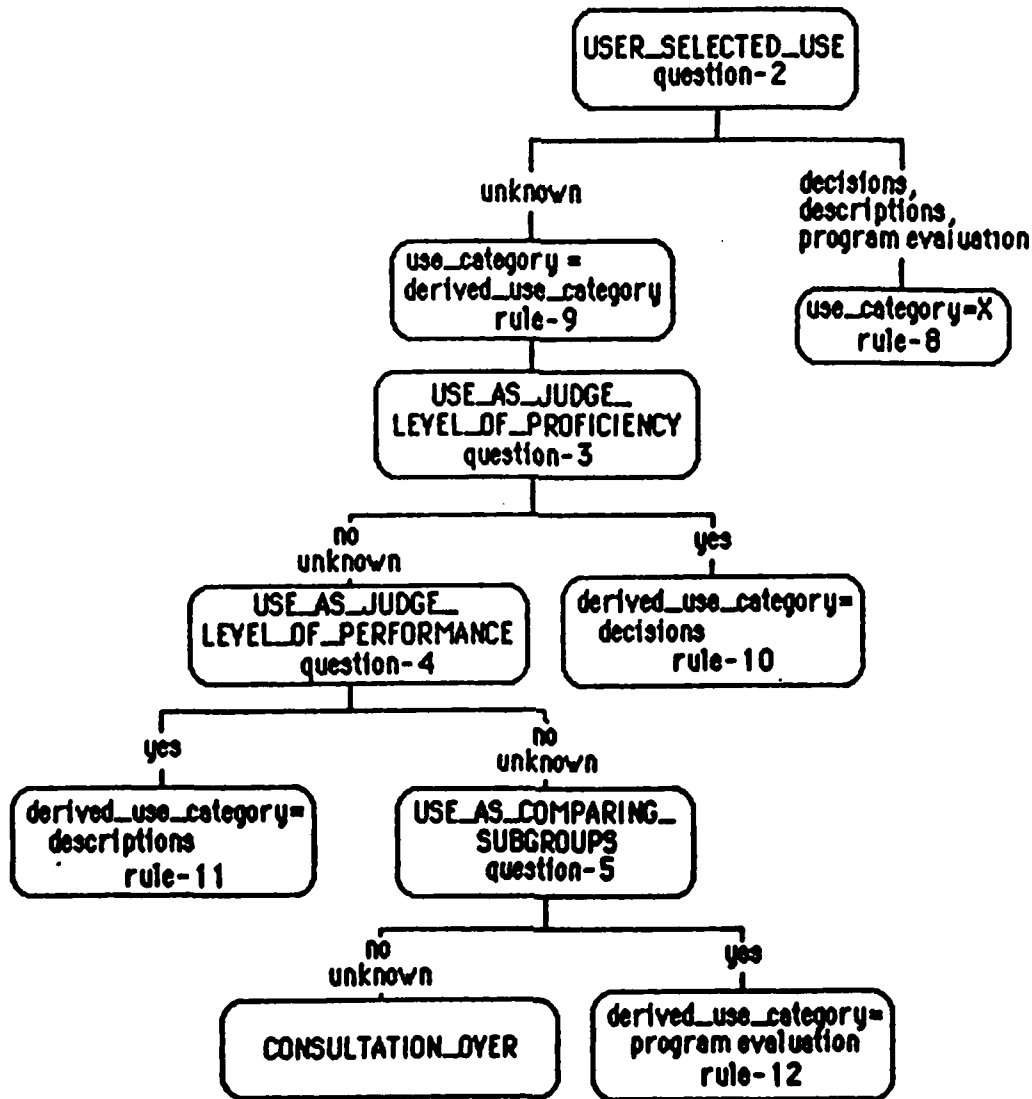 USER_SELECTED_USE
question-2
unknown
decisions,
descriptions,
program evaluation
use_category=
derived_use_category
rule-9
use_category=X
rule-8
USE_AS_JUDGE_
LEVEL_OF_PROFICIENCY
question-3
no
unknown
yes
USE_AS_JUDGE_
LEVEL_OF_PERFORMANCE
question-4
derived_use_category=
decisions
rule-10
yes
no
unknown
derived_use_category=
descriptions
rule-11
USE_AS_COMPARING_
SUBGROUPS
question-5
no
unknown
yes
CONSULTATION_OVER
derived_use_category=
program evaluation
rule-12